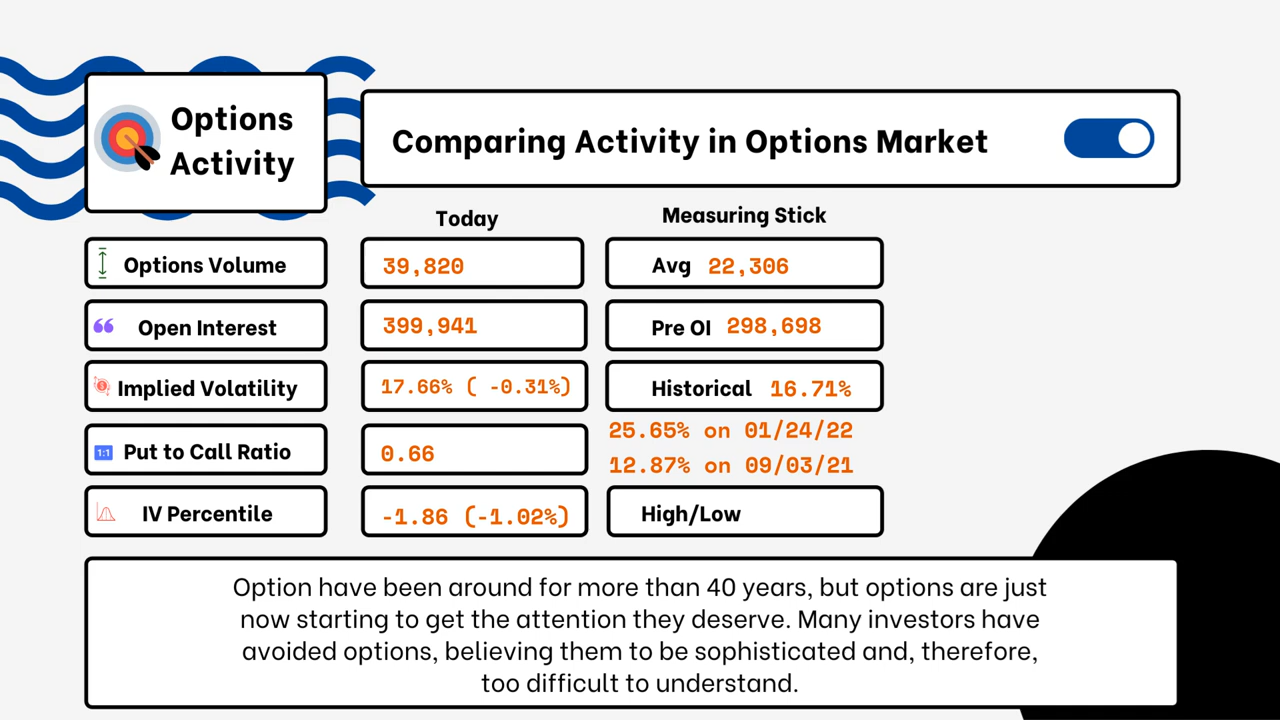 Options
Activity
Comparing Activity in Options Market
Today
Measuring Stick
Options Volume
39,820
Avg 22,306
Open Interest
399,941
Pre OI 298,698
Implied Volatility
17.66% ( -0.31%)
Historical 16.71%
25.65% on 01/24/22
12.87% on 09/03/21
1:1 Put to Call Ratio
0.66
IV Percentile
-1.86 (-1.02%)
High/Low
Option have been around for more than 40 years, but options are just
now starting to get the attention they deserve. Many investors have
avoided options, believing them to be sophisticated and, therefore,
too difficult to understand.